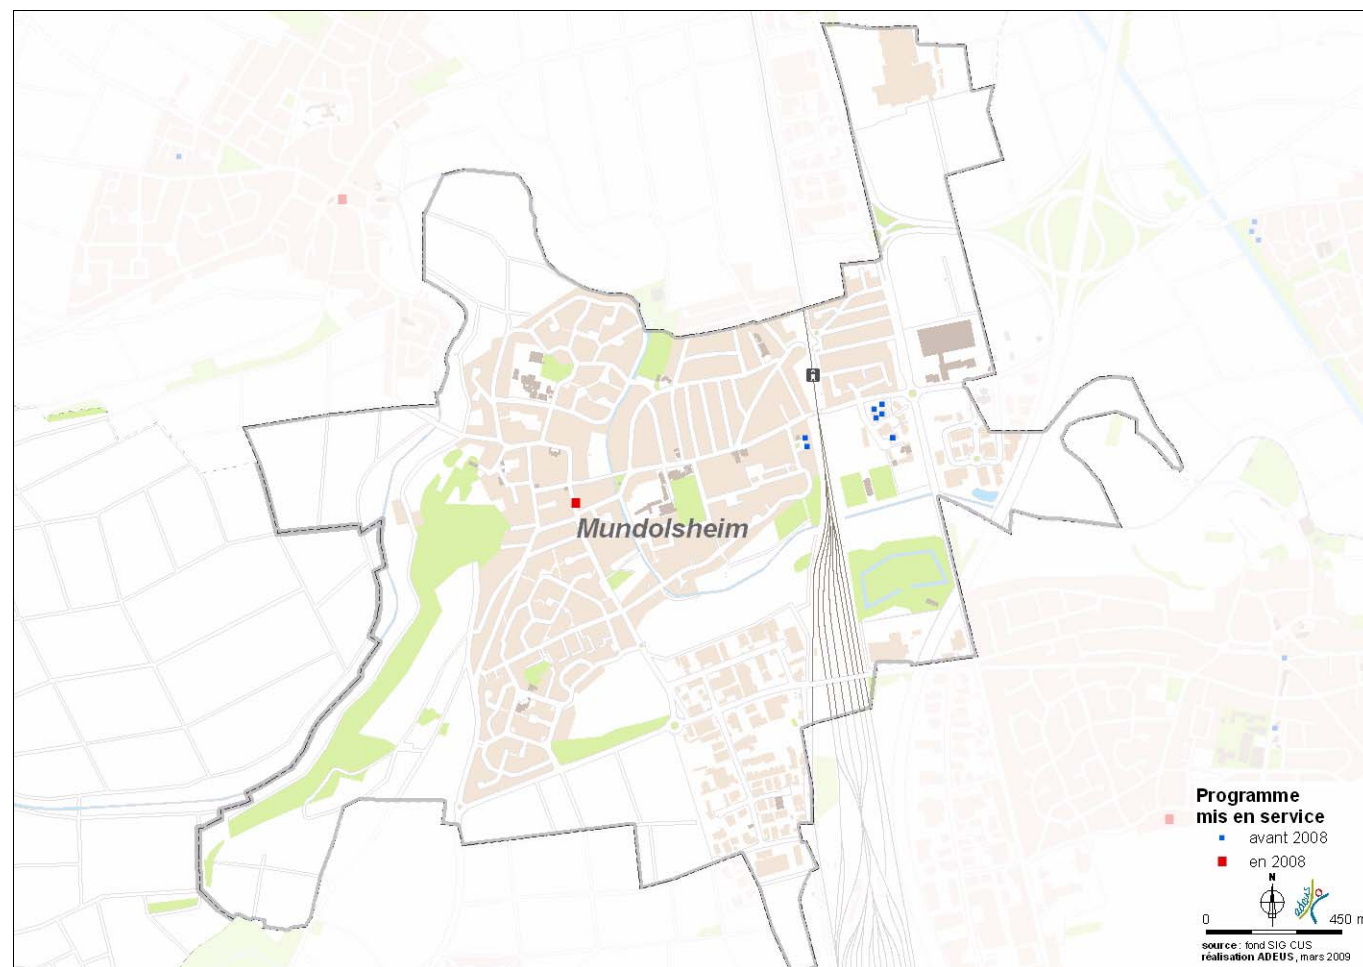 Mundolsheim
Programme
mis en service
avant 2008
en 2008
N
adeus
0 450 m
source : fond SIG CUS
réalisation ADEUS, mars 2009